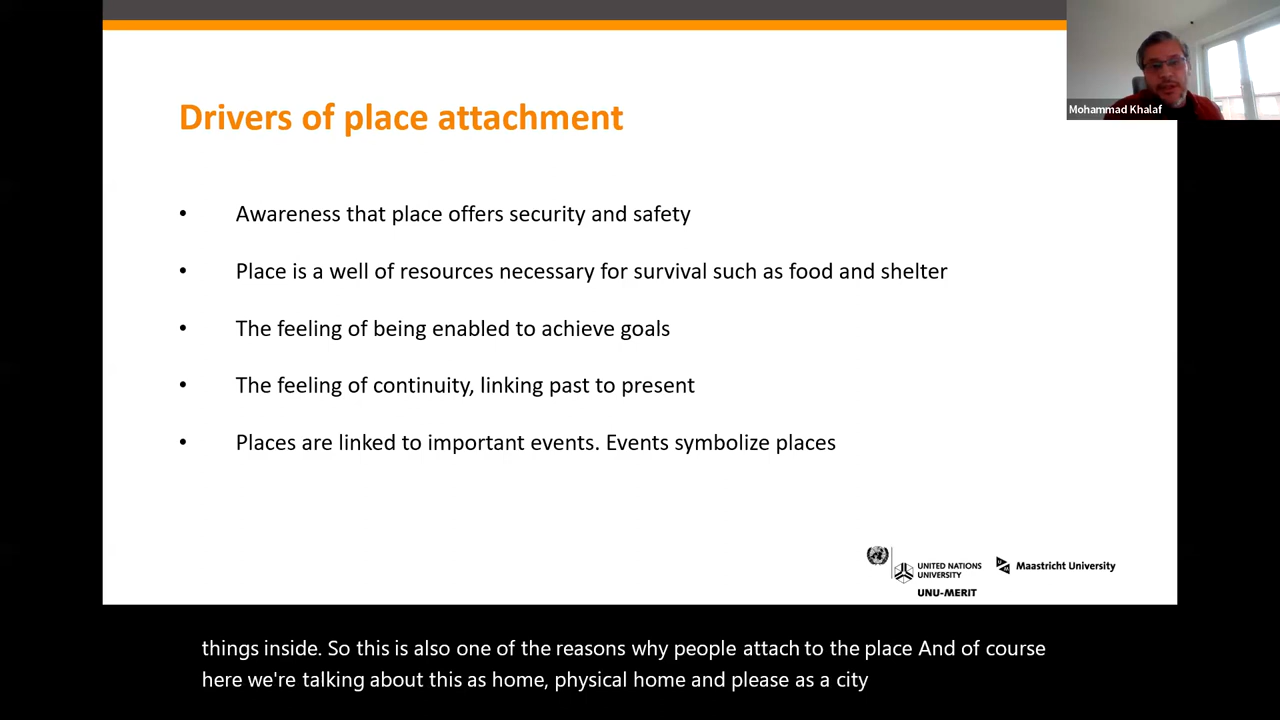 Mohammad Khalaf
Drivers of place attachment
• Awareness that place offers security and safety
• Place is a well of resources necessary for survival such as food and shelter
• The feeling of being enabled to achieve goals
• The feeling of continuity, linking past to present
• Places are linked to important events. Events symbolize places
UNITED NATIONS
UNIVERSITY
UNU-MERIT
Maastricht University
things inside. So this is also one of the reasons why people attach to the place And of course
here we're talking about this as home, physical home and please as a city